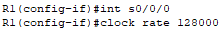 R1(config-if)#int s0/0/0
R1(config-if)#clock rate 128000